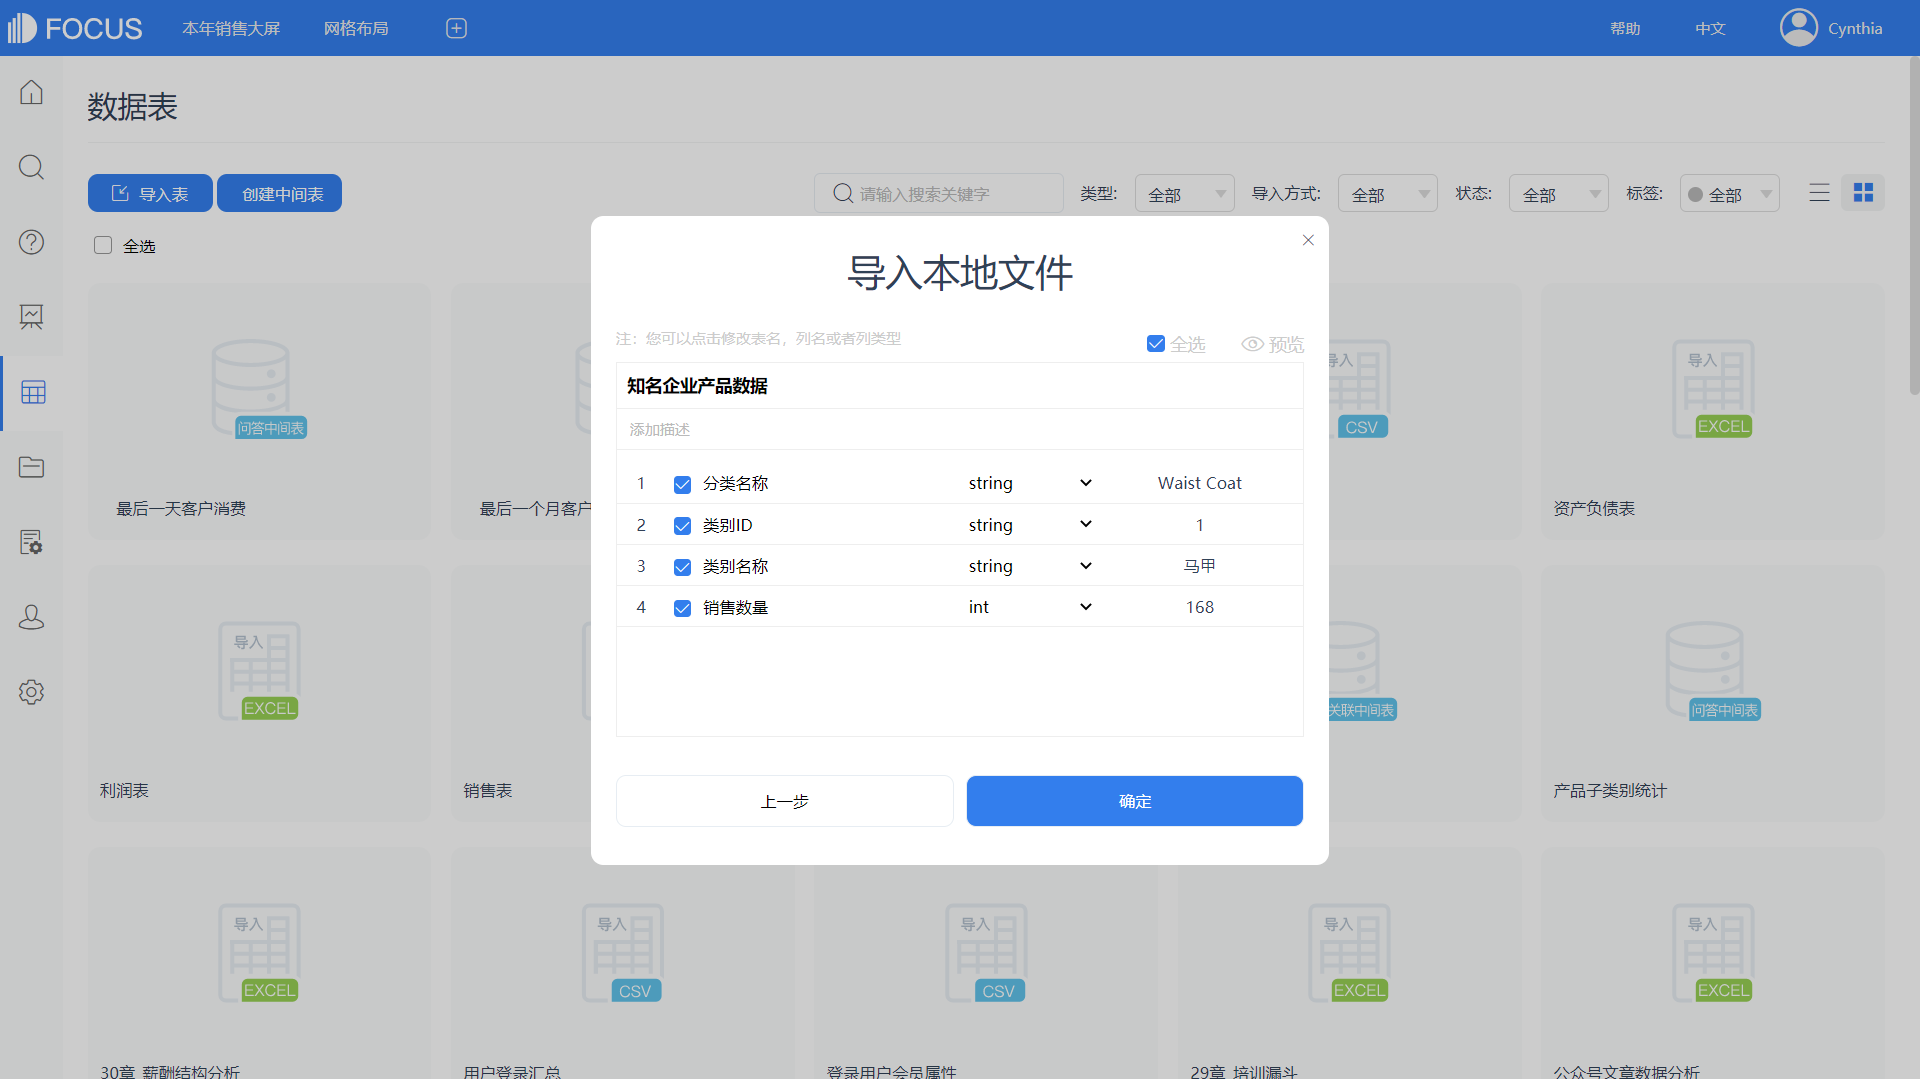 FOCUS 本年销售大屏 网格布局 帮助 中文 Cynthia
数据表
导入表 创建中间表 请输入搜索关键字 类型: 全部 导入方式: 全部 状态: 全部 标签: 全部
全选
导入本地文件
注：您可以点击修改表名，列名或者列类型 全选 预览
知名企业产品数据
添加描述
1 分类名称 string Waist Coat
2 类别ID string 1
3 类别名称 string 马甲
4 销售数量 int 168
上一步 确定
问答中间表
导入 CSV
导入 EXCEL
最后一天客户消费 最后一个月客户 资产负债表
导入 EXCEL
关联中间表
问答中间表
利润表 销售表 产品子类别统计
导入 导入 导入 导入 导入
EXCEL CSV CSV EXCEL EXCEL
30章_薪酬结构分析 用户登录汇总 登录用户会员属性 29章_培训漏斗 公众号文章数据分析